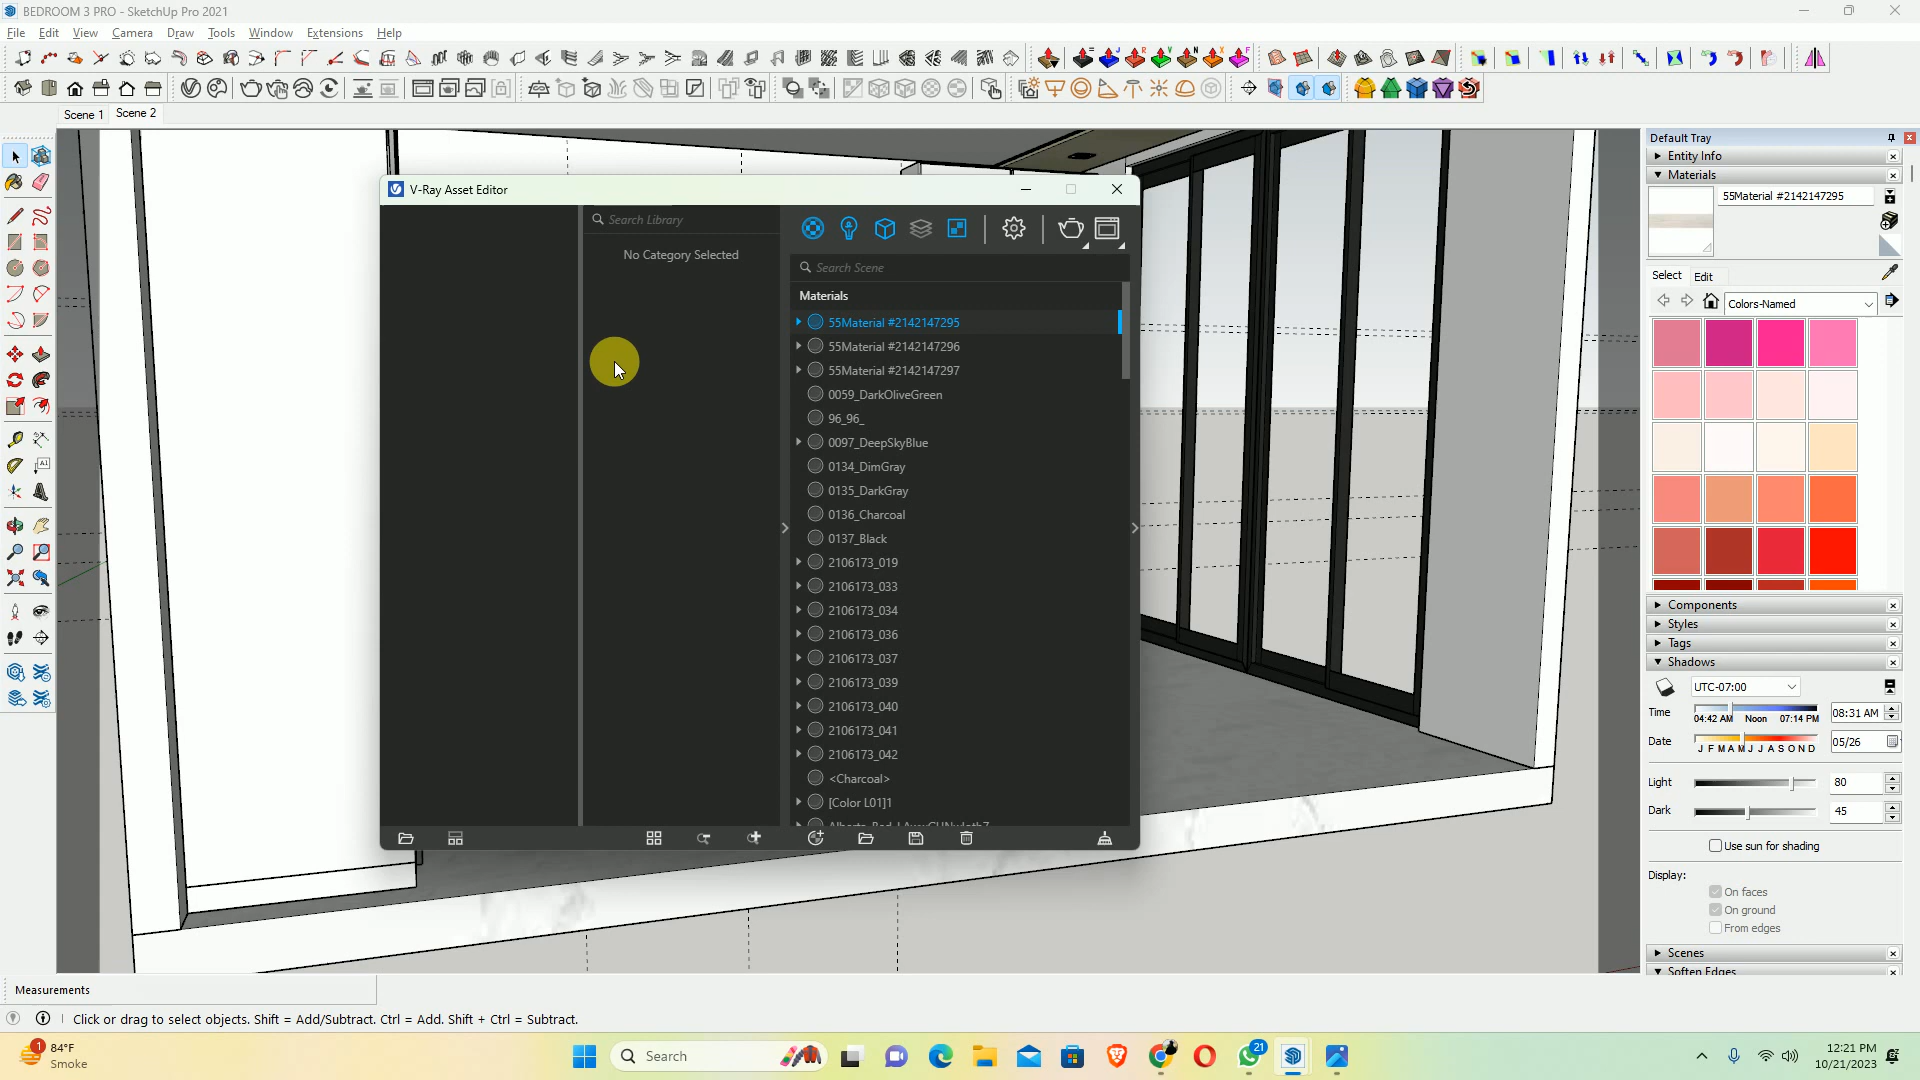 BEDROOM 3 PRO - SketchUp Pro 2021
File Edit View Camera Draw Tools Window Extensions Help
Scene 1 Scene 2
V-Ray Asset Editor
Search Library
No Category Selected
Search Scene
Materials
55Material #2142147295
55Material #2142147296
55Material #2142147297
0059_DarkOliveGreen
96_96_
0097_DeepSkyBlue
0134_DimGray
0135_DarkGray
0136_Charcoal
0137_Black
2106173_019
2106173_033
2106173_034
2106173_036
2106173_037
2106173_039
2106173_040
2106173_041
2106173_042
<Charcoal>
[Color L01]1
Default Tray
Entity Info
Materials
55Material #2142147295
Select Edit
Colors-Named
Components
Styles
Tags
Shadows
UTC-07:00
Time 04:42 AM Noon 07:14 PM 08:31 AM
Date J F M A M J J A S O N D 05/26
Light 80
Dark 45
Use sun for shading
Display:
On faces
On ground
From edges
Scenes
Soften Edges
Measurements
Click or drag to select objects. Shift = Add/Subtract. Ctrl = Add. Shift + Ctrl = Subtract.
1
84°F
Smoke
Search
21
12:21 PM
10/21/2023